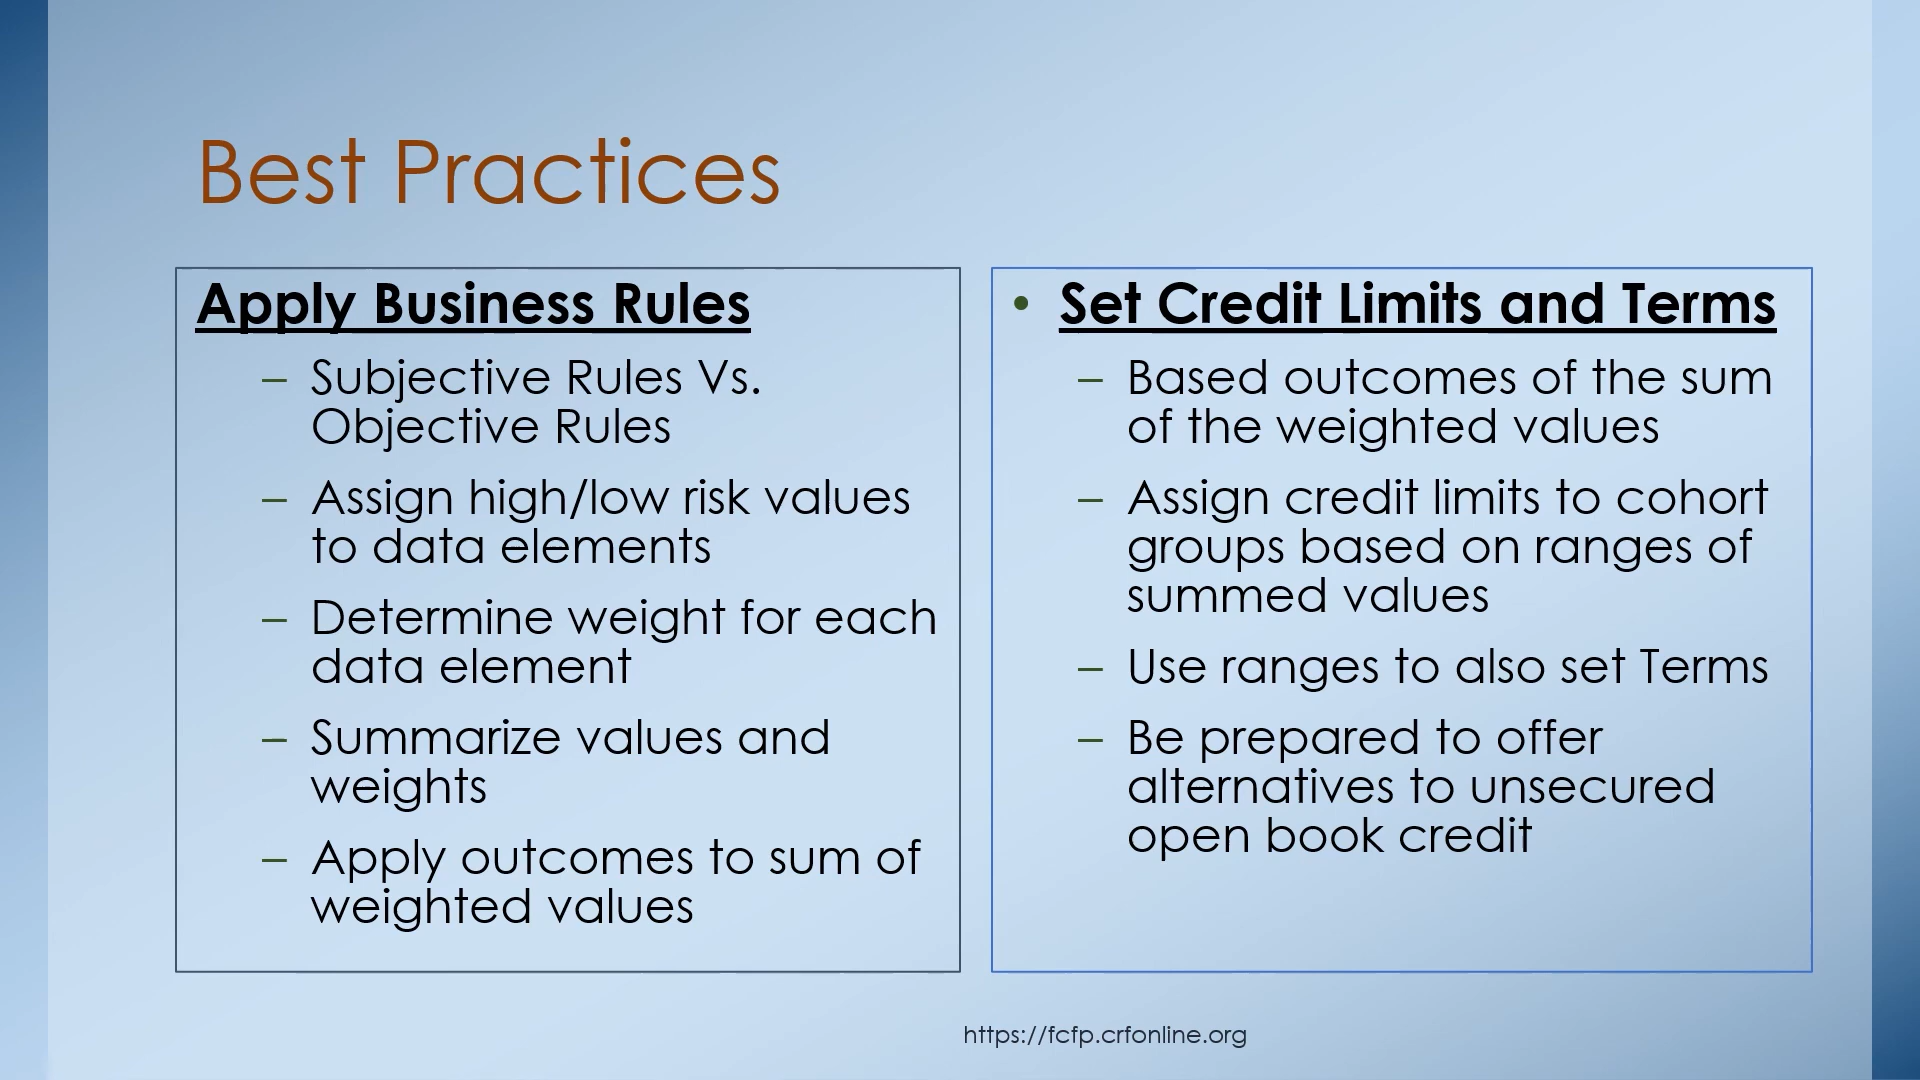 Best Practices
Apply Business Rules
– Subjective Rules Vs.
Objective Rules
– Assign high/low risk values
to data elements
– Determine weight for each
data element
– Summarize values and
weights
– Apply outcomes to sum of
weighted values
• Set Credit Limits and Terms
– Based outcomes of the sum
of the weighted values
– Assign credit limits to cohort
groups based on ranges of
summed values
– Use ranges to also set Terms
– Be prepared to offer
alternatives to unsecured
open book credit
https://fcfp.crfonline.org